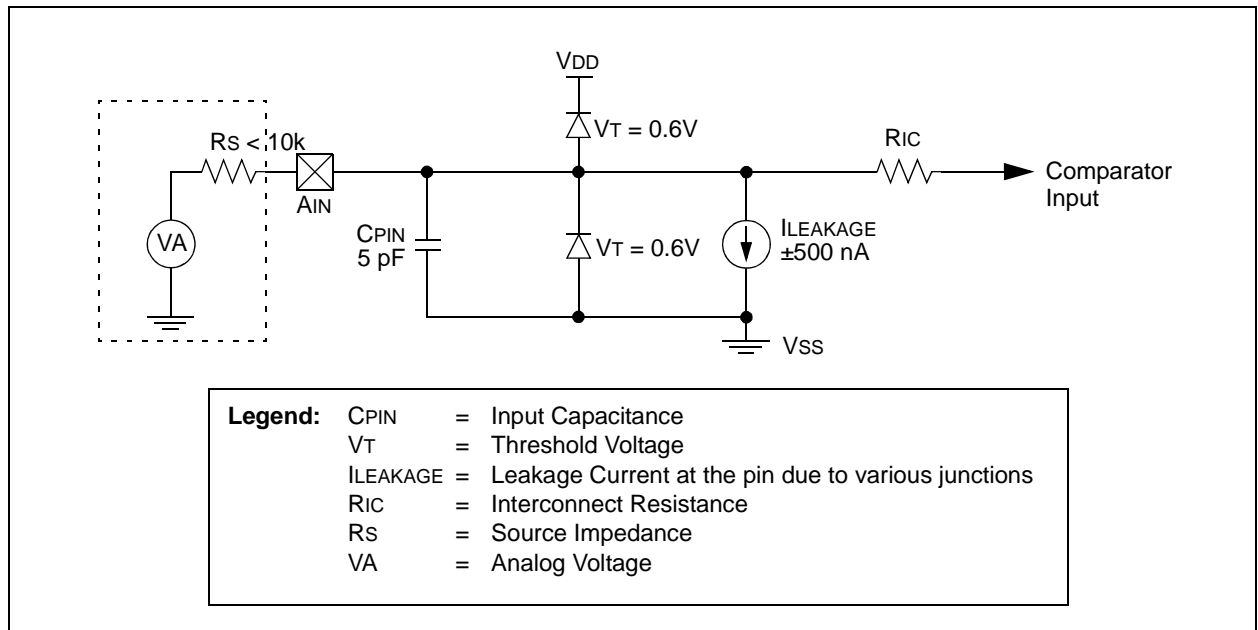 VDD
VT = 0.6V
RS < 10k
RIC
AIN
Comparator
Input
CPIN
5 pF
VA
VT = 0.6V
ILEAKAGE
±500 nA
VSS
Legend: CPIN = Input Capacitance
VT = Threshold Voltage
ILEAKAGE = Leakage Current at the pin due to various junctions
RIC = Interconnect Resistance
RS = Source Impedance
VA = Analog Voltage